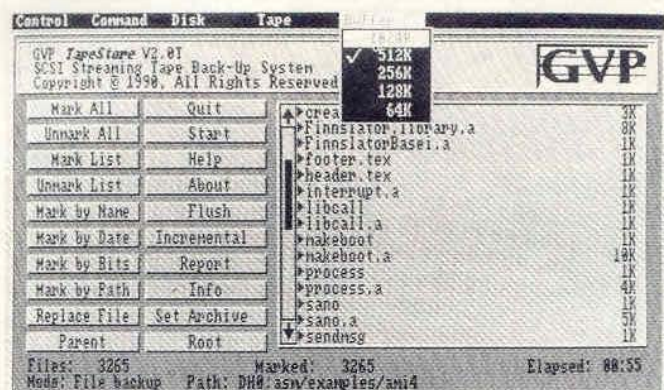 Control Command Disk Tape Buffer
1024K
✓ 512K
256K
128K
64K
GVP TapeStore V2.0I
SCSI Streaming Tape Back-Up System
Copyright © 1990, All Rights Reserved
GVP
Mark All Quit
Unmark All Start
Mark List Help
Unmark List About
Mark by Name Flush
Mark by Date Incremental
Mark by Bits Report
Mark by Path Info
Replace File Set Archive
Parent Root
3K
Finnslator.library.a 8K
FinnslatorBasei.a 1K
footer.tex 1K
header.tex 1K
interrupt.a 1K
libcall 1K
libcall.a 1K
makeboot 1K
makeboot.a 10K
process 1K
process.a 4K
sano 1K
sano.a 5K
sendmsg 1K
Files: 3265 Marked: 3265 Elapsed: 00:55
Mode: File backup Path: DH0:asm/examples/ami4